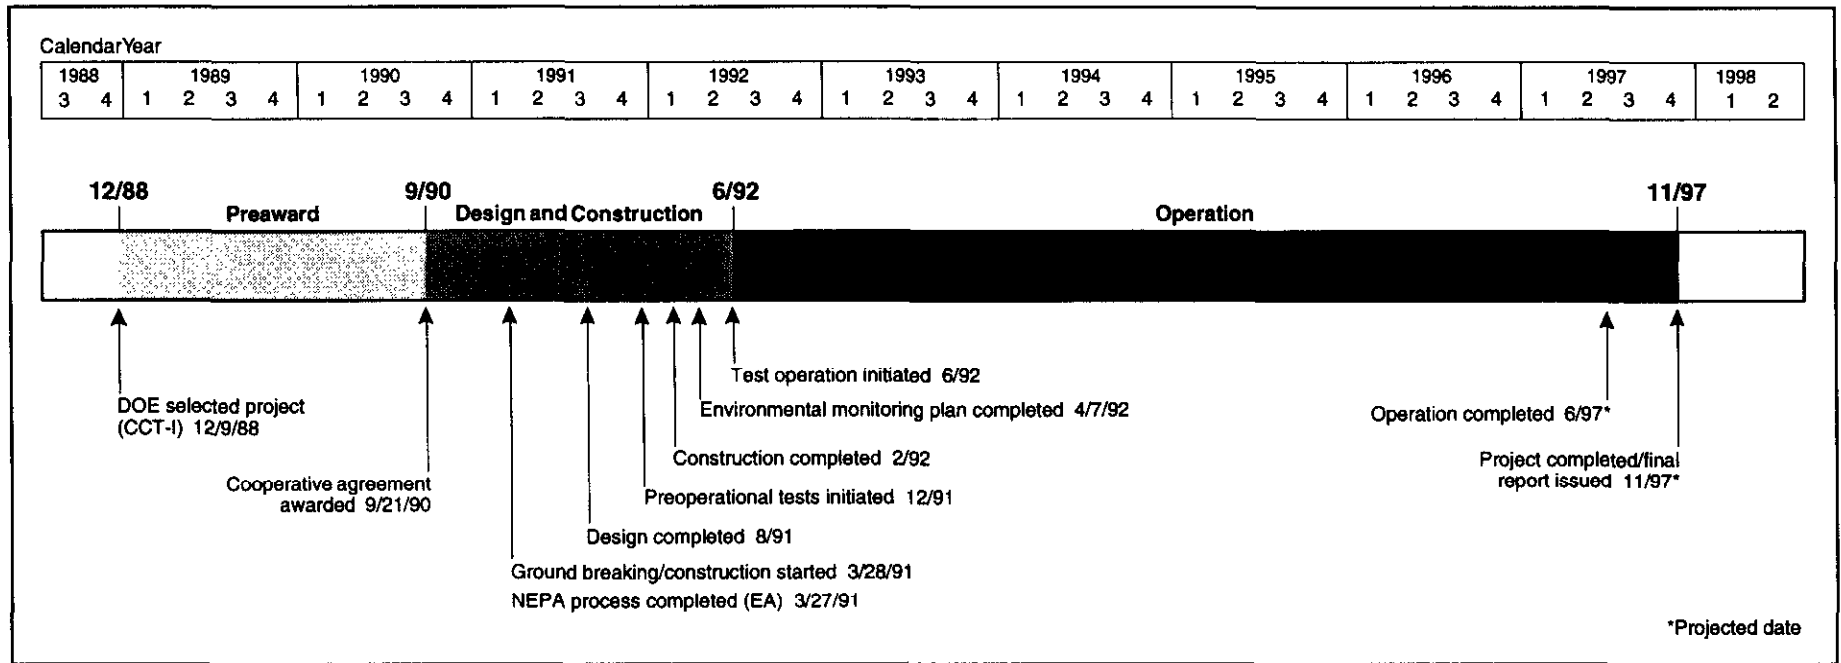 Calendar Year
1988 1989 1990 1991 1992 1993 1994 1995 1996 1997 1998
3 4 1 2 3 4 1 2 3 4 1 2 3 4 1 2 3 4 1 2 3 4 1 2 3 4 1 2 3 4 1 2 3 4 1 2 3 4 1 2
12/88 9/90 6/92 11/97
Preaward Design and Construction Operation
Test operation initiated 6/92
DOE selected project
(CCT-I) 12/9/88
Environmental monitoring plan completed 4/7/92
Operation completed 6/97*
Construction completed 2/92
Project completed/final
report issued 11/97*
Cooperative agreement
awarded 9/21/90
Preoperational tests initiated 12/91
Design completed 8/91
Ground breaking/construction started 3/28/91
NEPA process completed (EA) 3/27/91
*Projected date